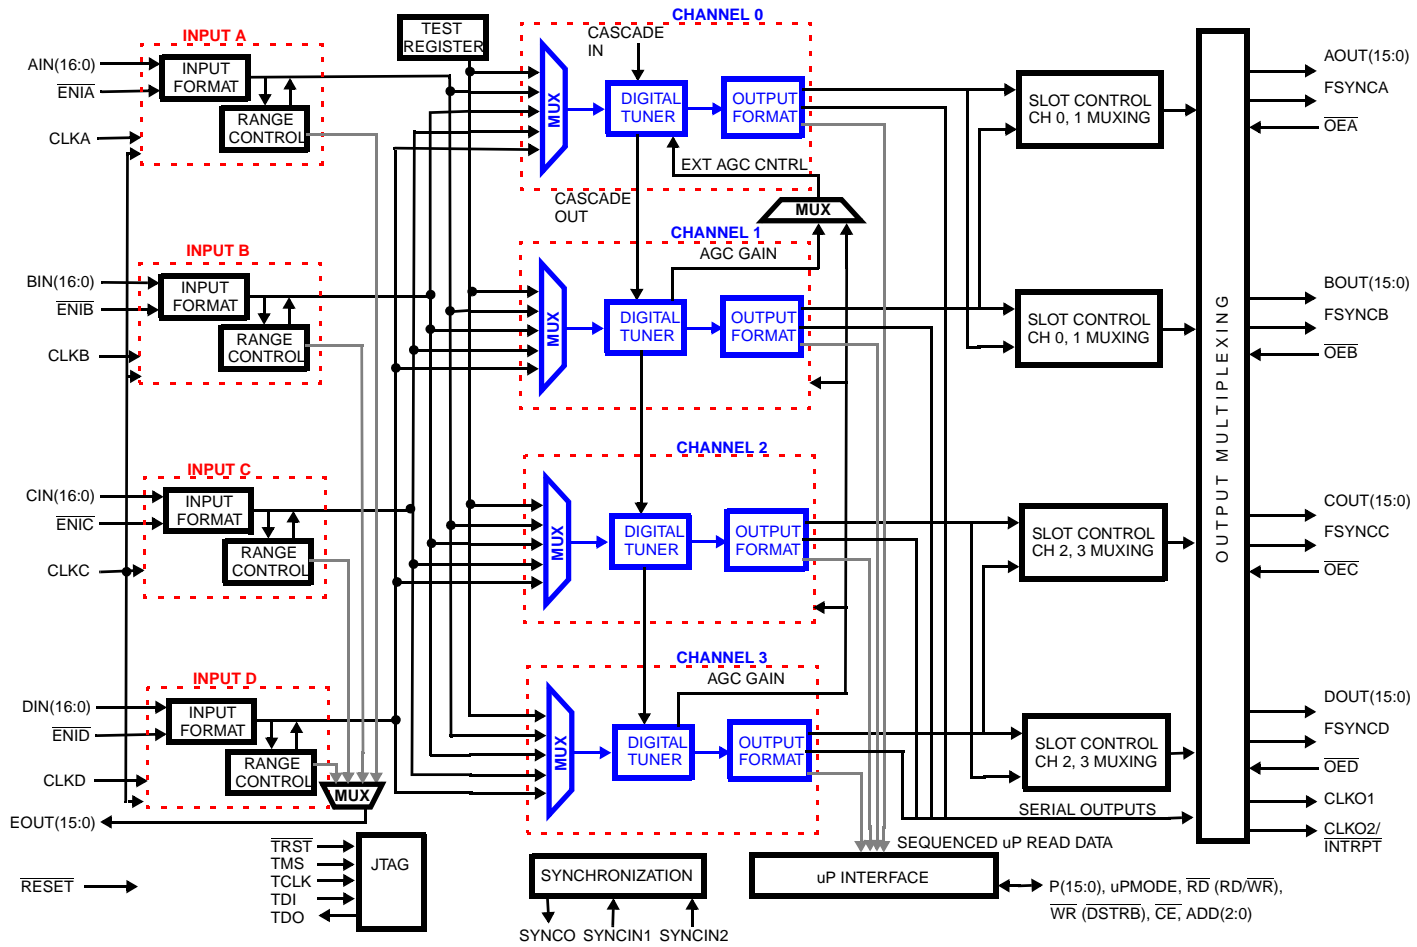 INPUT A
AIN(16:0)
ENIA
CLKA
INPUT
FORMAT
RANGE
CONTROL
INPUT B
BIN(16:0)
ENIB
CLKB
INPUT
FORMAT
RANGE
CONTROL
INPUT C
CIN(16:0)
ENIC
CLKC
INPUT
FORMAT
RANGE
CONTROL
INPUT D
DIN(16:0)
ENID
CLKD
INPUT
FORMAT
RANGE
CONTROL
MUX
EOUT(15:0)
RESET
TRST
TMS
TCLK
TDI
TDO
JTAG
TEST
REGISTER
CHANNEL 0
CASCADE
IN
MUX
DIGITAL
TUNER
OUTPUT
FORMAT
EXT AGC CNTRL
CASCADE
OUT
MUX
CHANNEL 1
AGC GAIN
MUX
DIGITAL
TUNER
OUTPUT
FORMAT
CHANNEL 2
MUX
DIGITAL
TUNER
OUTPUT
FORMAT
CHANNEL 3
AGC GAIN
MUX
DIGITAL
TUNER
OUTPUT
FORMAT
SYNCHRONIZATION
SYNCO SYNCIN1 SYNCIN2
SLOT CONTROL
CH 0, 1 MUXING
SLOT CONTROL
CH 0, 1 MUXING
SLOT CONTROL
CH 2, 3 MUXING
SLOT CONTROL
CH 2, 3 MUXING
SERIAL OUTPUTS
SEQUENCED uP READ DATA
uP INTERFACE
P(15:0), uPMODE, RD (RD/WR),
WR (DSTRB), CE, ADD(2:0)
OUTPUT MULTIPLEXING
AOUT(15:0)
FSYNCA
OEA
BOUT(15:0)
FSYNCB
OEB
COUT(15:0)
FSYNCC
OEC
DOUT(15:0)
FSYNCD
OED
CLKO1
CLKO2/
INTRPT